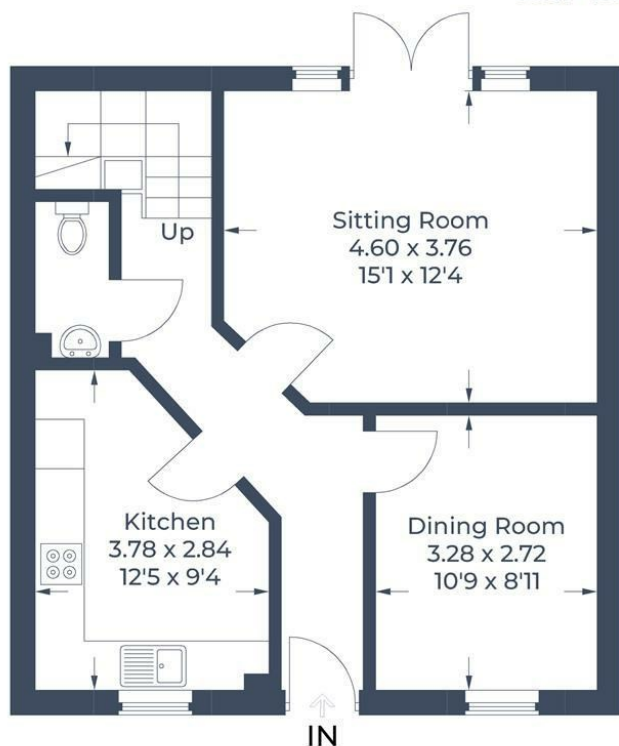 Sitting Room
4.60 x 3.76
15'1 x 12'4
Up
Kitchen
3.78 x 2.84
12'5 x 9'4
Dining Room
3.28 x 2.72
10'9 x 8'11
IN